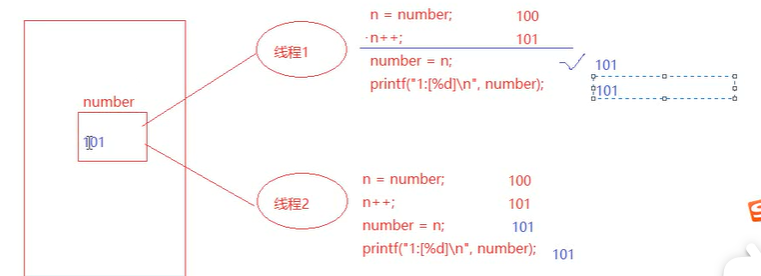 number
101
线程1
n = number; 100
n++; 101
number = n; 101
printf("1:[%d]\n", number); 101
线程2
n = number; 100
n++; 101
number = n; 101
printf("1:[%d]\n", number); 101